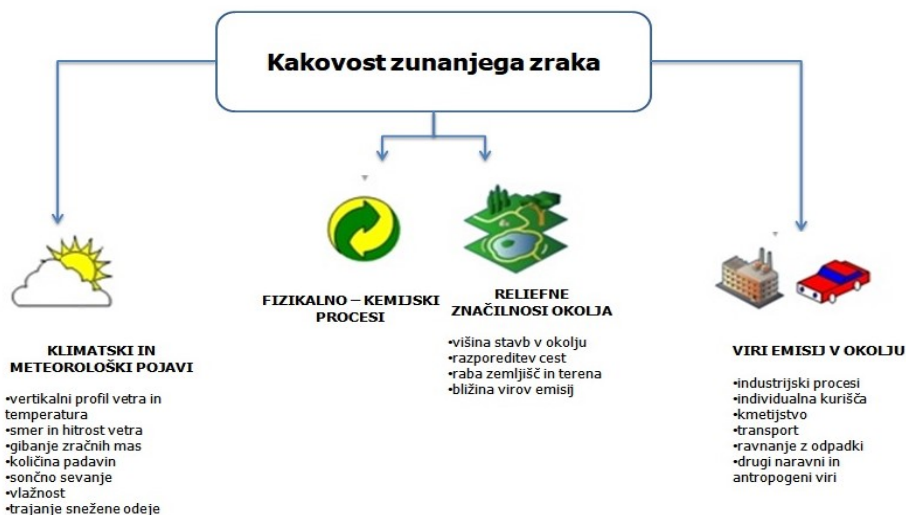 Kakovost zunanjega zraka
KLIMATSKI IN
METEOROLOŠKI POJAVI
•vertikalni profil vetra in
temperatura
•smer in hitrost vetra
•gibanje zračnih mas
•količina padavin
•sončno sevanje
•vlažnost
•trajanje snežene odeje
FIZIKALNO – KEMIJSKI
PROCESI
RELIEFNE
ZNAČILNOSTI OKOLJA
•višina stavb v okolju
•razporeditev cest
•raba zemljišč in terena
•bližina virov emisij
VIRI EMISIJ V OKOLJU
•industrijski procesi
•individualna kurišča
•kmetijstvo
•transport
•ravnanje z odpadki
•drugi naravni in
antropogeni viri